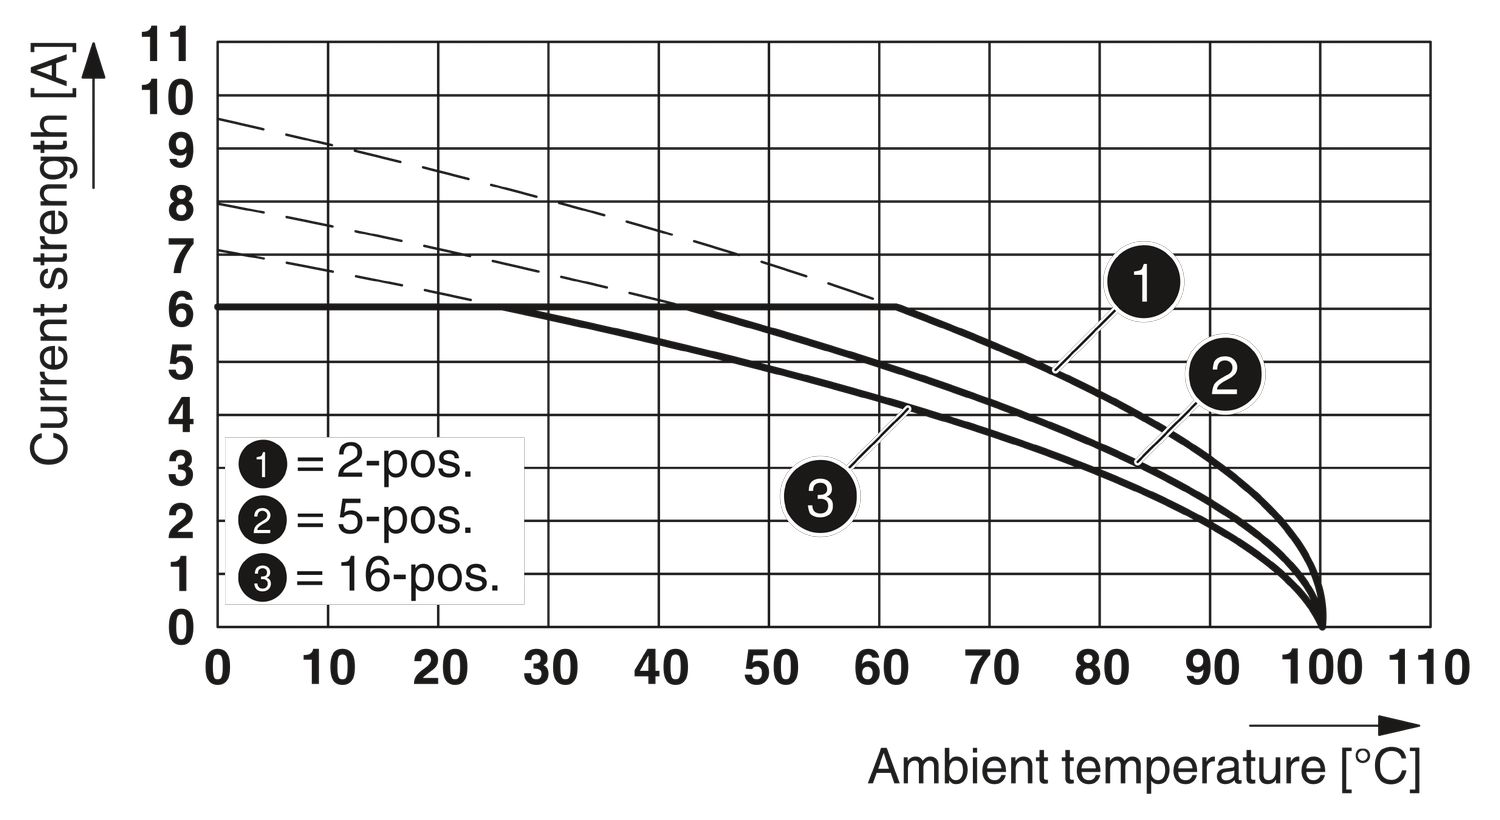 Current strength [A]
11
10
9
8
7
6
5
4
3
2
1
0
1
2
3
1 = 2-pos.
2 = 5-pos.
3 = 16-pos.
0 10 20 30 40 50 60 70 80 90 100 110
Ambient temperature [°C]